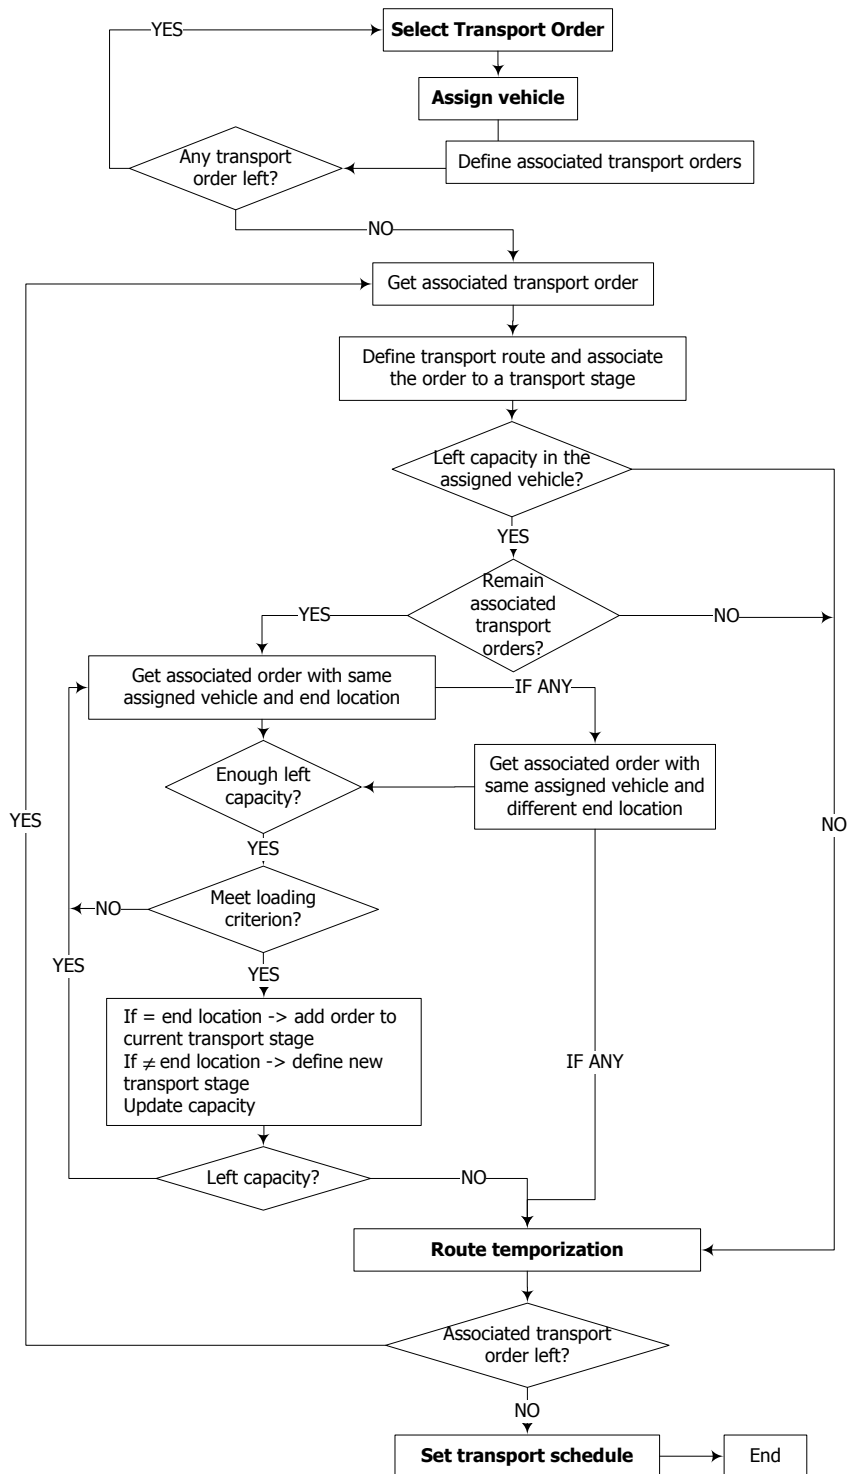 YES
Select Transport Order
Assign vehicle
Any transport
order left?
Define associated transport orders
NO
Get associated transport order
Define transport route and associate
the order to a transport stage
Left capacity in the
assigned vehicle?
YES
Remain
associated
transport
orders?
YES
NO
Get associated order with same
assigned vehicle and end location
IF ANY
Enough left
capacity?
Get associated order with
same assigned vehicle and
different end location
YES
NO
YES
Meet loading
criterion?
NO
YES
YES
If = end location -> add order to
current transport stage
If ≠ end location -> define new
transport stage
Update capacity
IF ANY
Left capacity?
NO
Route temporization
Associated transport
order left?
NO
Set transport schedule
End